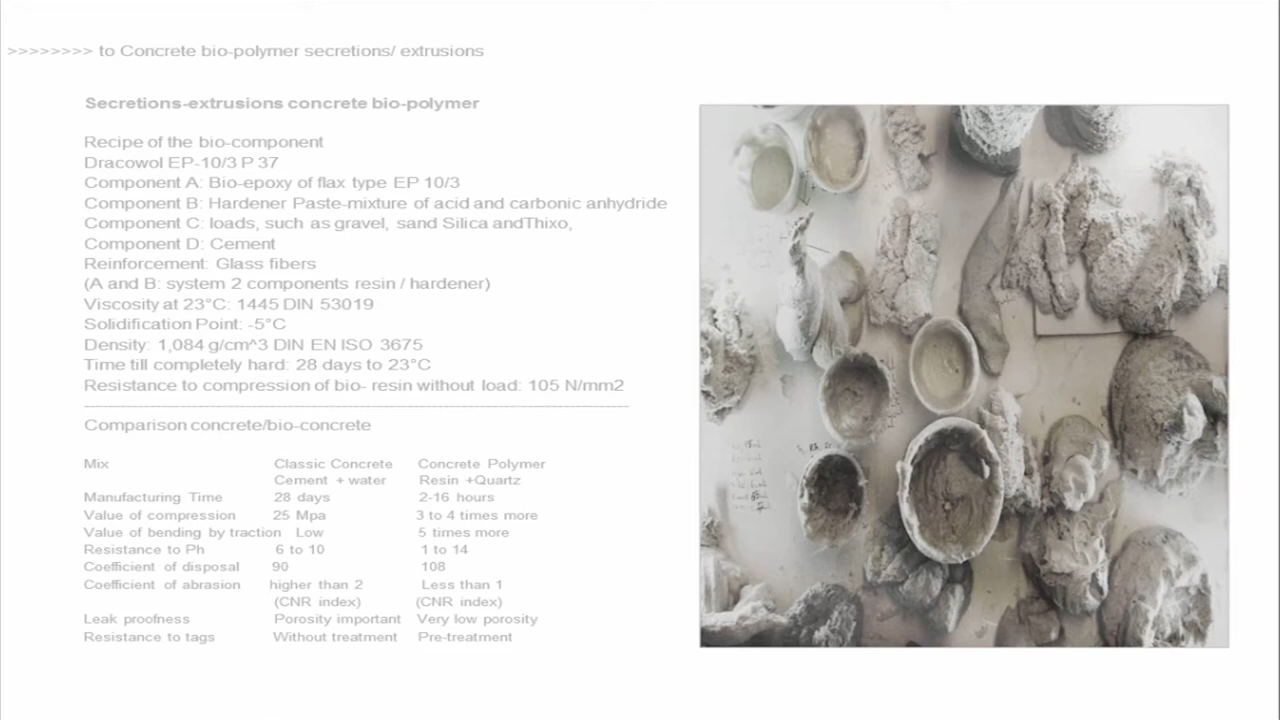 >>>>>>>> to Concrete bio-polymer secretions/ extrusions
Secretions-extrusions concrete bio-polymer
Recipe of the bio-component
Dracowol EP-10/3 P 37
Component A: Bio-epoxy of flax type EP 10/3
Component B: Hardener Paste-mixture of acid and carbonic anhydride
Component C: loads, such as gravel, sand Silica andThixo,
Component D: Cement
Reinforcement: Glass fibers
(A and B: system 2 components resin / hardener)
Viscosity at 23°C: 1445 DIN 53019
Solidification Point: -5°C
Density: 1,084 g/cm^3 DIN EN ISO 3675
Time till completely hard: 28 days to 23°C
Resistance to compression of bio- resin without load: 105 N/mm2
Comparison concrete/bio-concrete
Mix Classic Concrete Concrete Polymer
Cement + water Resin +Quartz
Manufacturing Time 28 days 2-16 hours
Value of compression 25 Mpa 3 to 4 times more
Value of bending by traction Low 5 times more
Resistance to Ph 6 to 10 1 to 14
Coefficient of disposal 90 108
Coefficient of abrasion higher than 2 Less than 1
(CNR index) (CNR index)
Leak proofness Porosity important Very low porosity
Resistance to tags Without treatment Pre-treatment